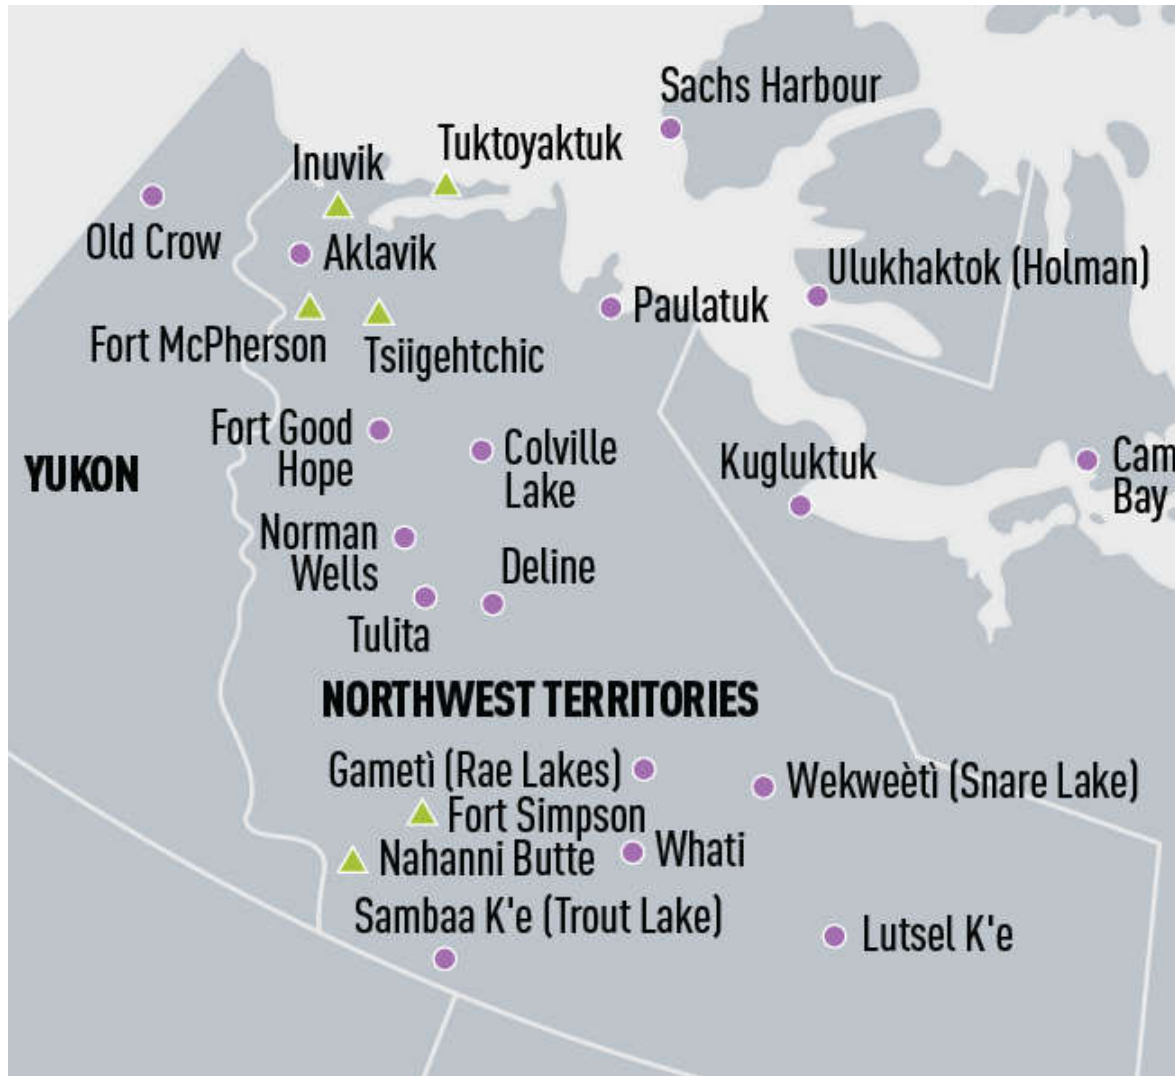 Sachs Harbour
Tuktoyaktuk
Inuvik
Old Crow
Aklavik
Ulukhaktok (Holman)
Paulatuk
Fort McPherson
Tsiigehtchic
Fort Good
Hope
Colville
Lake
YUKON
Kugluktuk
Cam
Bay
Norman
Wells
Deline
Tulita
NORTHWEST TERRITORIES
Gametì (Rae Lakes)
Wekweètì (Snare Lake)
Fort Simpson
Nahanni Butte
Whati
Sambaa K'e (Trout Lake)
Lutsel K'e